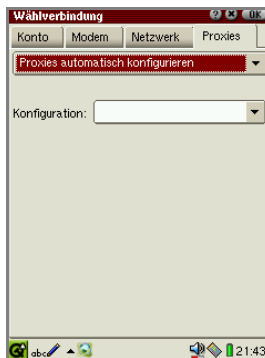 Wählverbindung ? X OK
Konto Modem Netzwerk Proxies
Proxies automatisch konfigurieren
Konfiguration:
abc 21:43